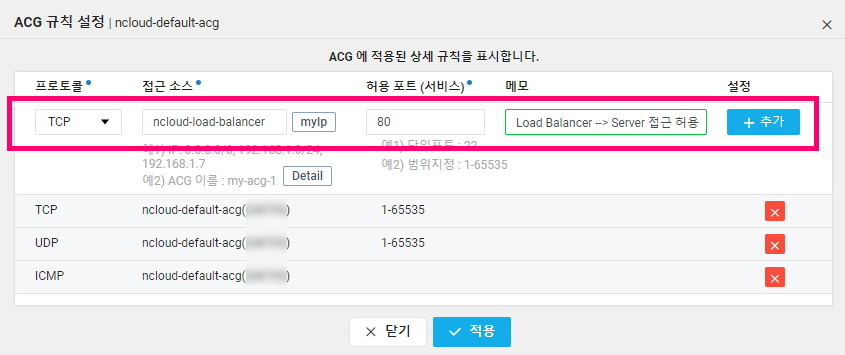 ACG 규칙 설정 | ncloud-default-acg
ACG 에 적용된 상세 규칙을 표시합니다.
프로토콜 접근 소스 허용 포트 (서비스) 메모 설정
TCP ncloud-load-balancer myIp 80 Load Balancer --> Server 접근 허용 + 추가
예1) IP : 0.0.0.0/0, 192.168.1.0/24,
192.168.1.7
예2) ACG 이름 : my-acg-1 Detail
예1) 단위포트 : 22
예2) 범위지정 : 1-65535
TCP ncloud-default-acg( ) 1-65535
UDP ncloud-default-acg( ) 1-65535
ICMP ncloud-default-acg( )
닫기 적용